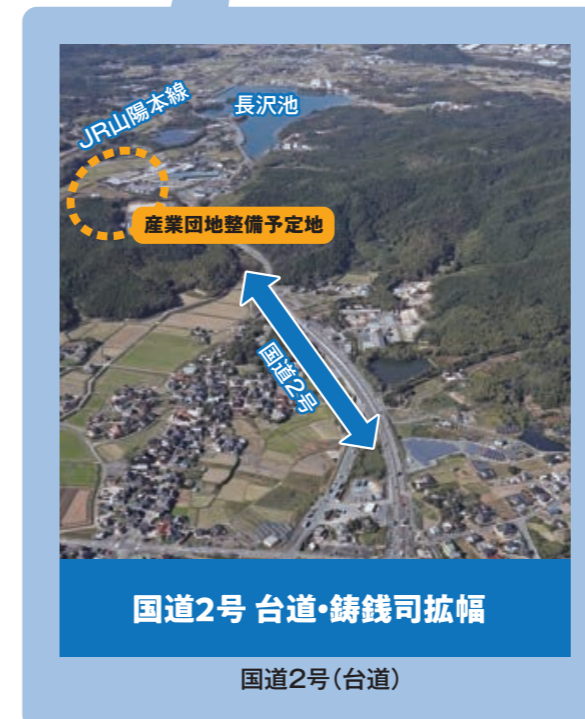 JR山陽本線
長沢池
産業団地整備予定地
国道2号
国道2号 台道・鋳銭司拡幅
国道2号（台道）